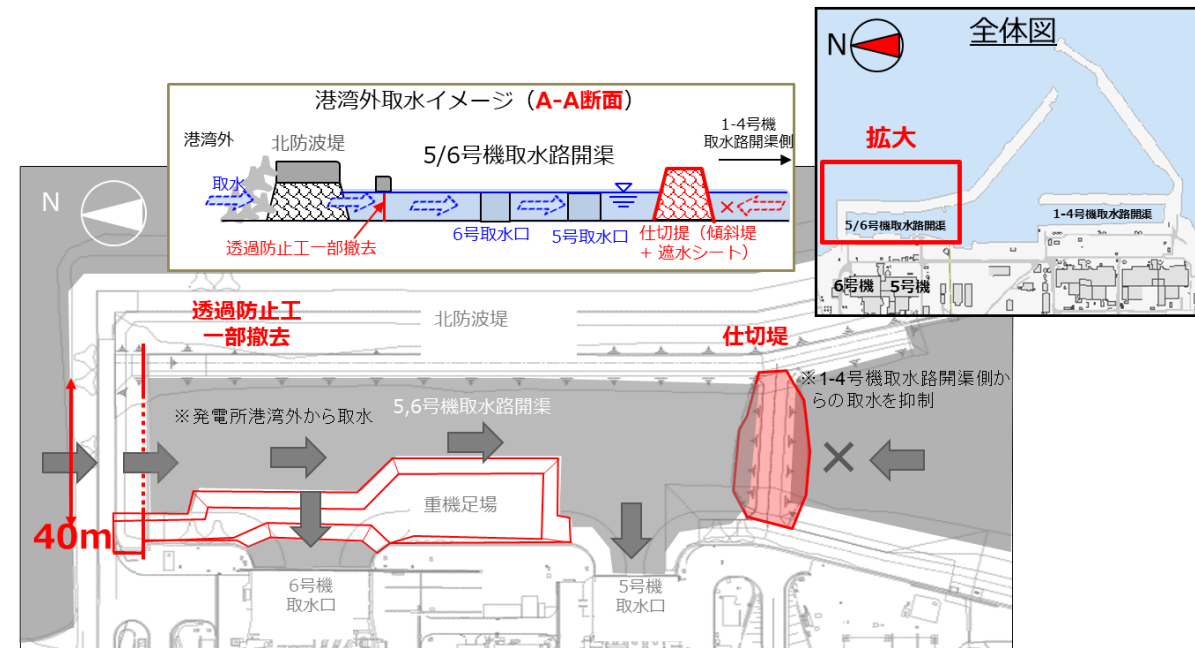 全体図
N
拡大
1-4号機取水路開渠
5/6号機取水路開渠
6号機
5号機
港湾外取水イメージ（A-A断面）
1-4号機
取水路開渠側
港湾外
北防波堤
5/6号機取水路開渠
取水
透過防止工一部撤去
6号取水口
5号取水口
仕切堤（傾斜堤
+ 遮水シート）
N
透過防止工
一部撤去
北防波堤
仕切堤
※1-4号機取水路開渠側か
らの取水を抑制
※発電所港湾外から取水
5,6号機取水路開渠
重機足場
40m
6号機
取水口
5号機
取水口